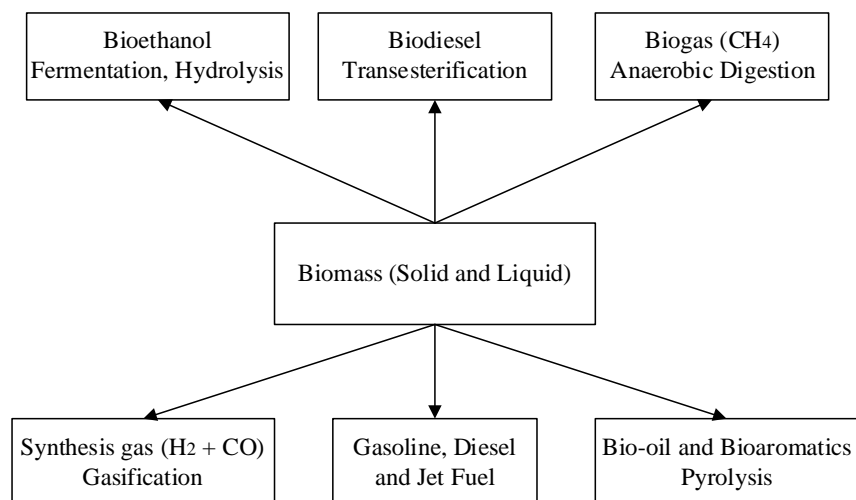 Bioethanol
Fermentation, Hydrolysis
Biodiesel
Transesterification
Biogas (CH4)
Anaerobic Digestion
Biomass (Solid and Liquid)
Synthesis gas (H2 + CO)
Gasification
Gasoline, Diesel
and Jet Fuel
Bio-oil and Bioaromatics
Pyrolysis